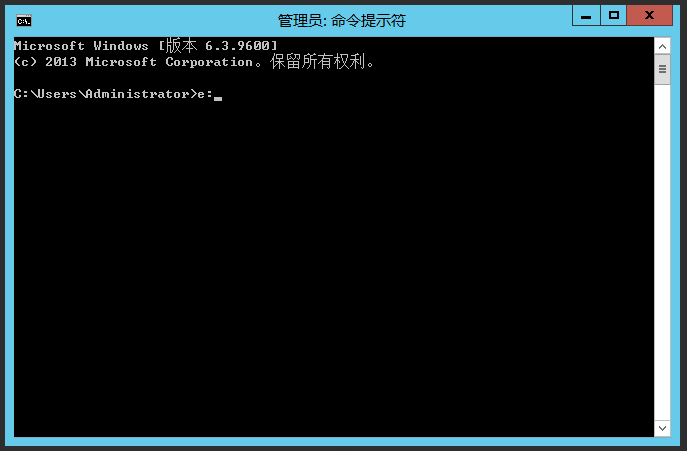 管理员: 命令提示符
Microsoft Windows [版本 6.3.9600]
(c) 2013 Microsoft Corporation。保留所有权利。
C:\Users\Administrator>e: